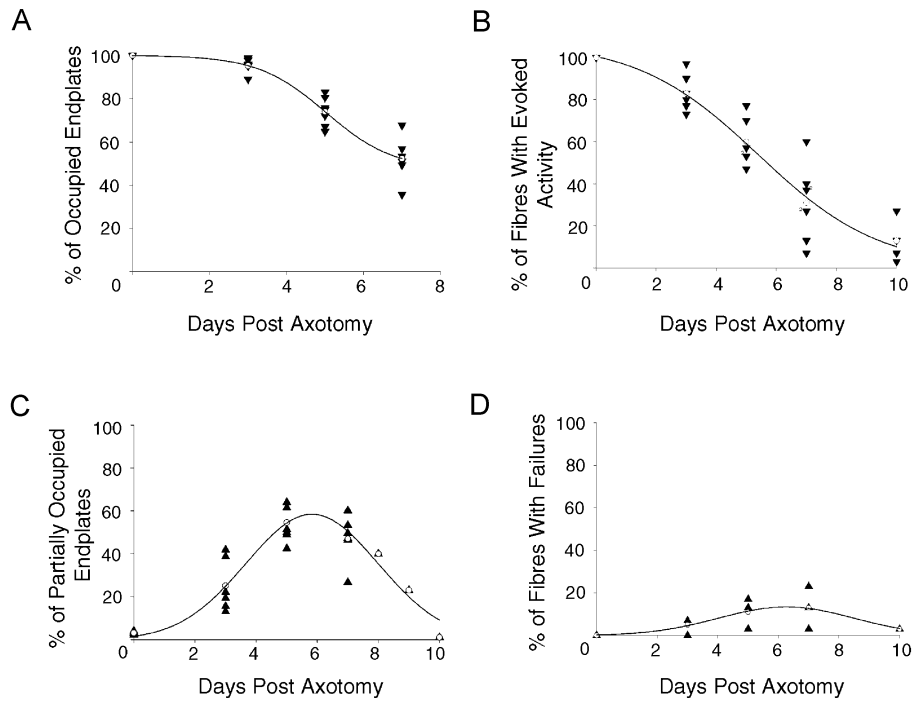 A
% of Occupied Endplates
100
80
60
40
20
0
0 2 4 6 8
Days Post Axotomy
B
% of Fibres With Evoked
Activity
100
80
60
40
20
0
0 2 4 6 8 10
Days Post Axotomy
C
% of Partially Occupied
Endplates
100
80
60
40
20
0 2 4 6 8 10
Days Post Axotomy
D
% of Fibres With Failures
100
80
60
40
20
0 2 4 6 8 10
Days Post Axotomy